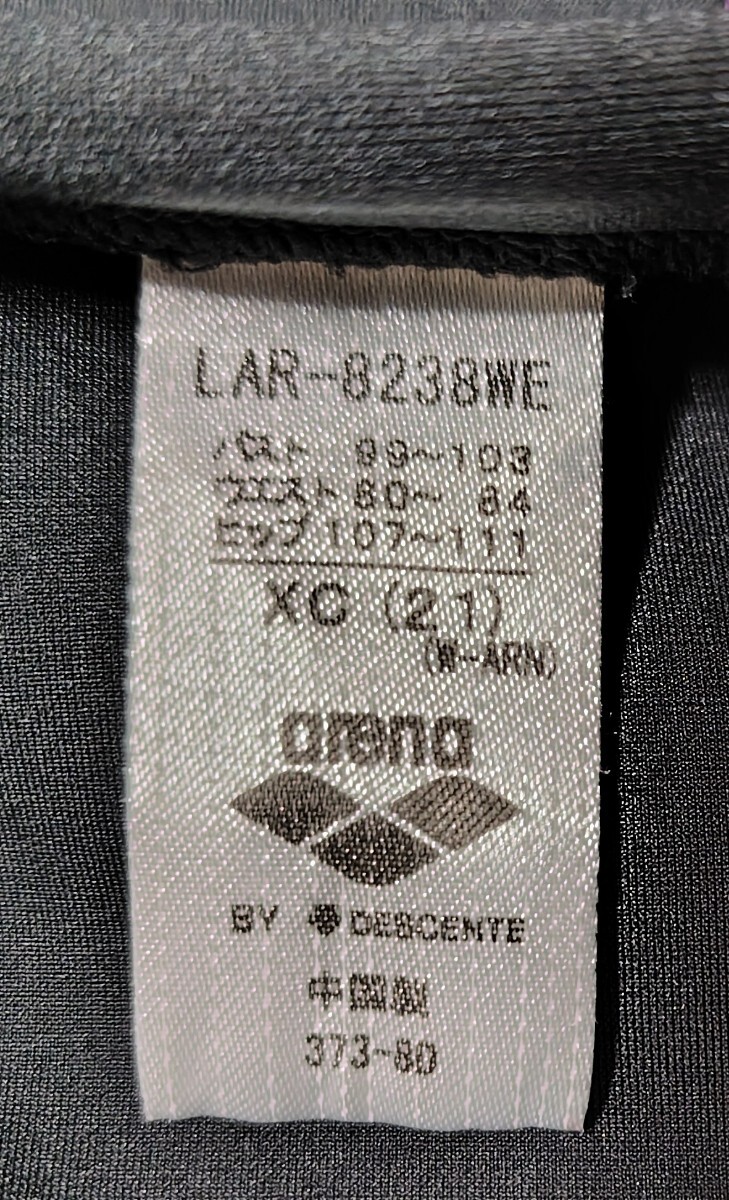 LAR-8238WE
バスト 99～103
ウエスト 80～ 84
ヒップ 107～111
XC (21)
(W-ARN)
arena
BY DESCENTE
中国製
373-80